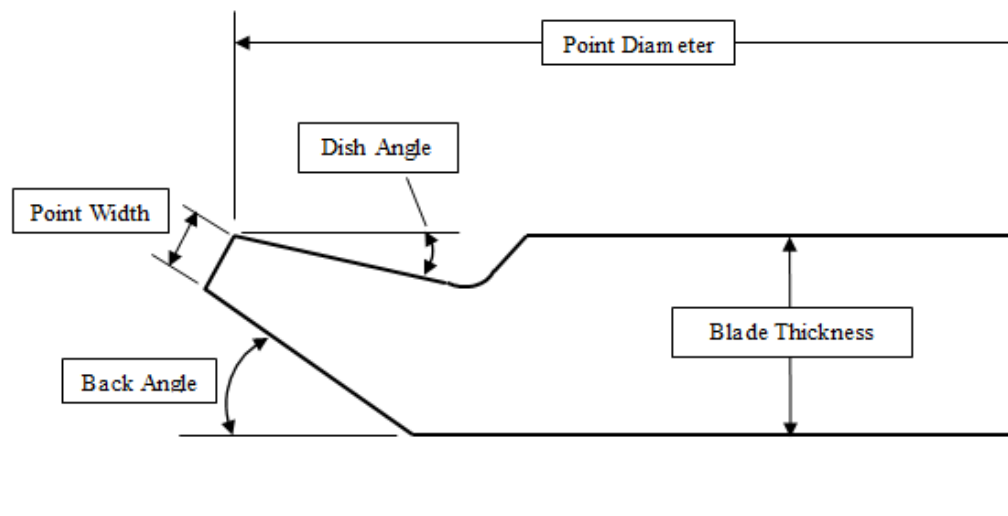 Point Diameter
Dish Angle
Point Width
Blade Thickness
Back Angle